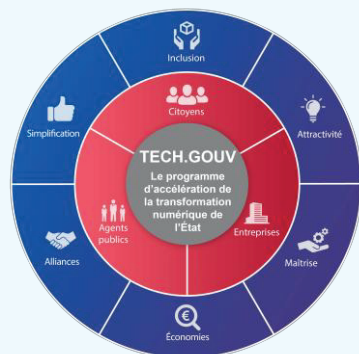 Inclusion
Citoyens
Simplification
Attractivité
TECH.GOUV
Le programme
d'accélération de
la transformation
numérique de
l'État
Agents
publics
Entreprises
Alliances
Maîtrise
Économies